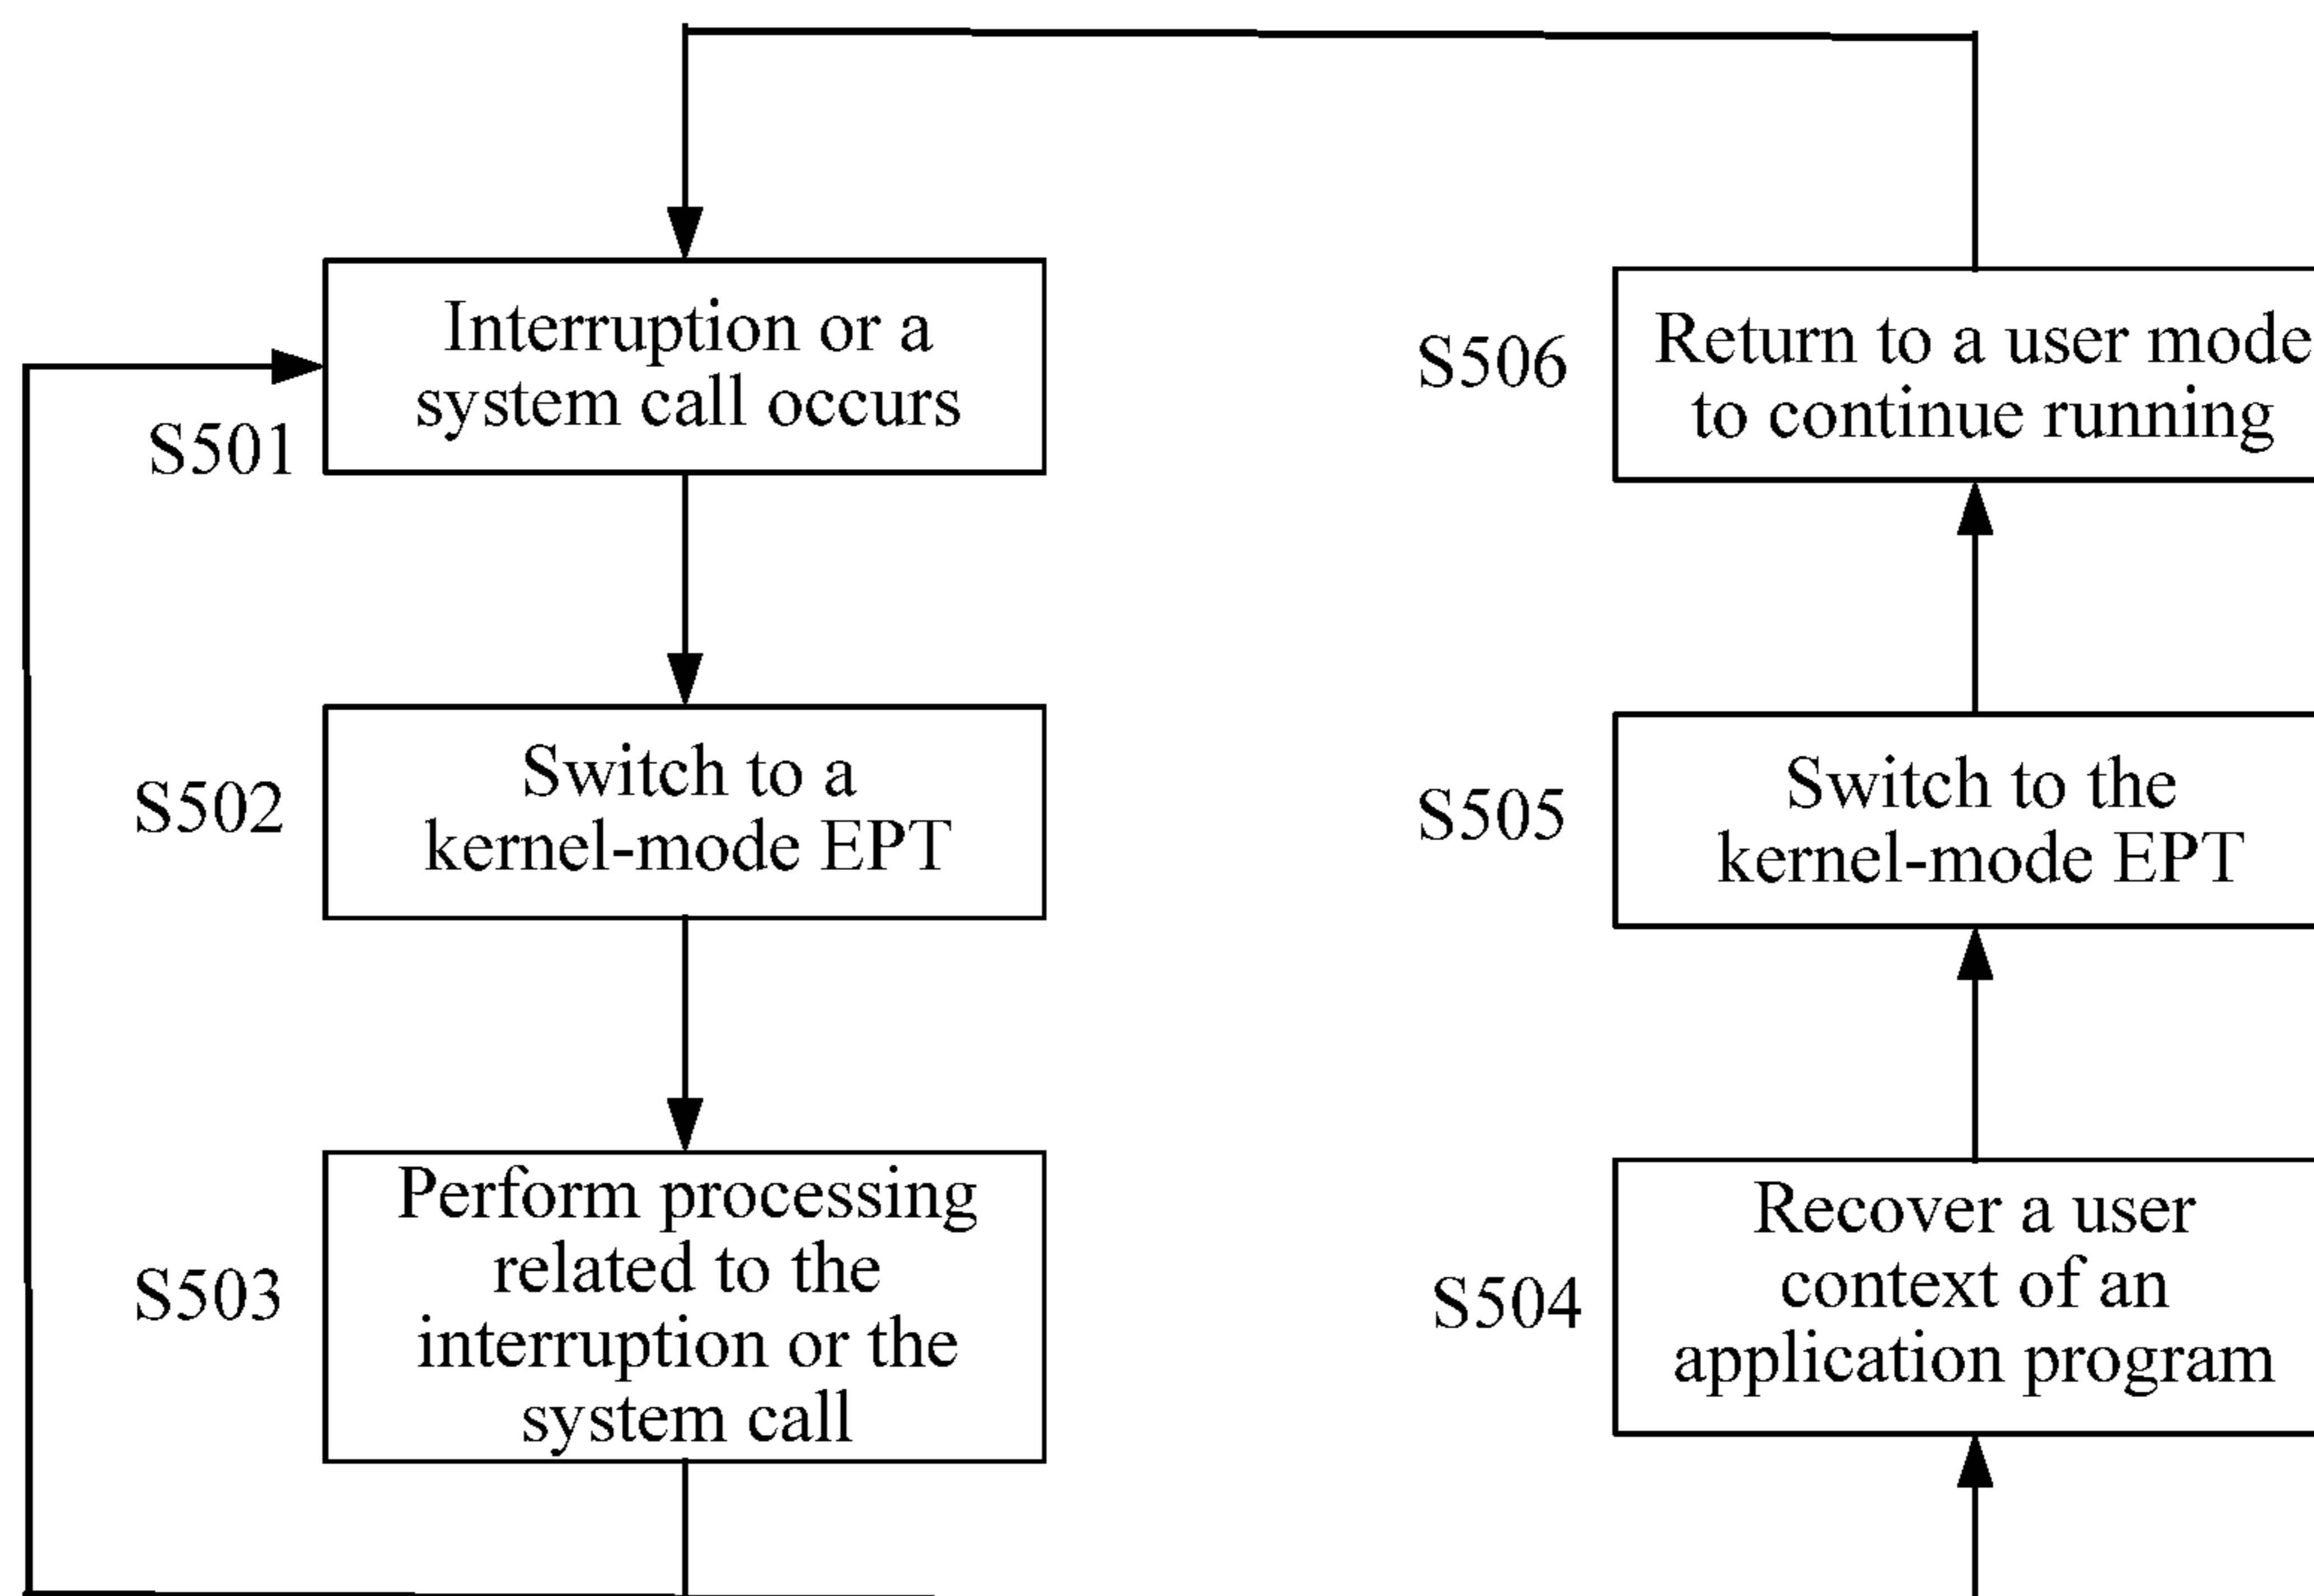 Interruption or a
system call occurs
S501
S502
Switch to a
kernel-mode EPT
S503
Perform processing
related to the
interruption or the
system call
S506
Return to a user mode
to continue running
S505
Switch to the
kernel-mode EPT
S504
Recover a user
context of an
application program